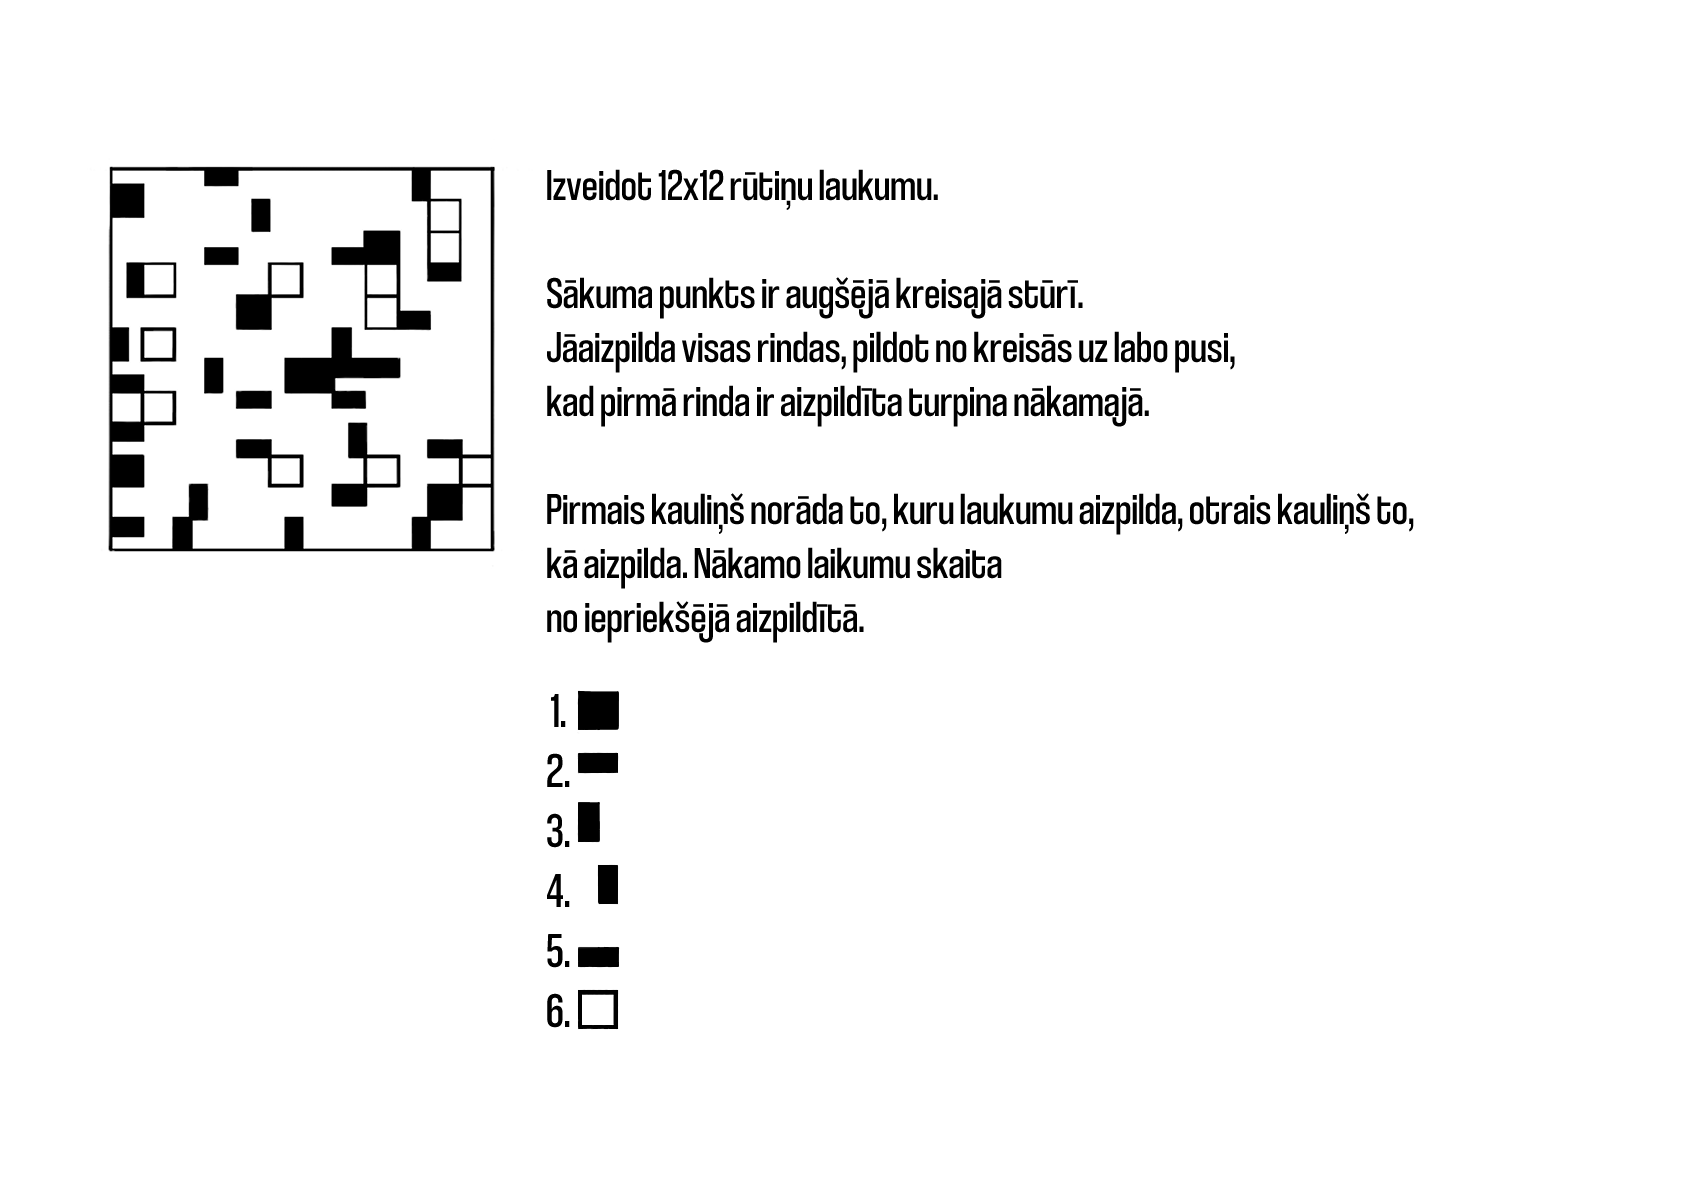 Izveidot 12x12 rūtiņu laukumu.
Sākuma punkts ir augšējā kreisajā stūrī.
Jāaizpilda visas rindas, pildot no kreisās uz labo pusi,
kad pirmā rinda ir aizpildīta turpina nākamajā.
Pirmais kauliņš norāda to, kuru laukumu aizpilda, otrais kauliņš to,
kā aizpilda. Nākamo laikumu skaita
no iepriekšējā aizpildītā.
1.
2.
3.
4.
5.
6.